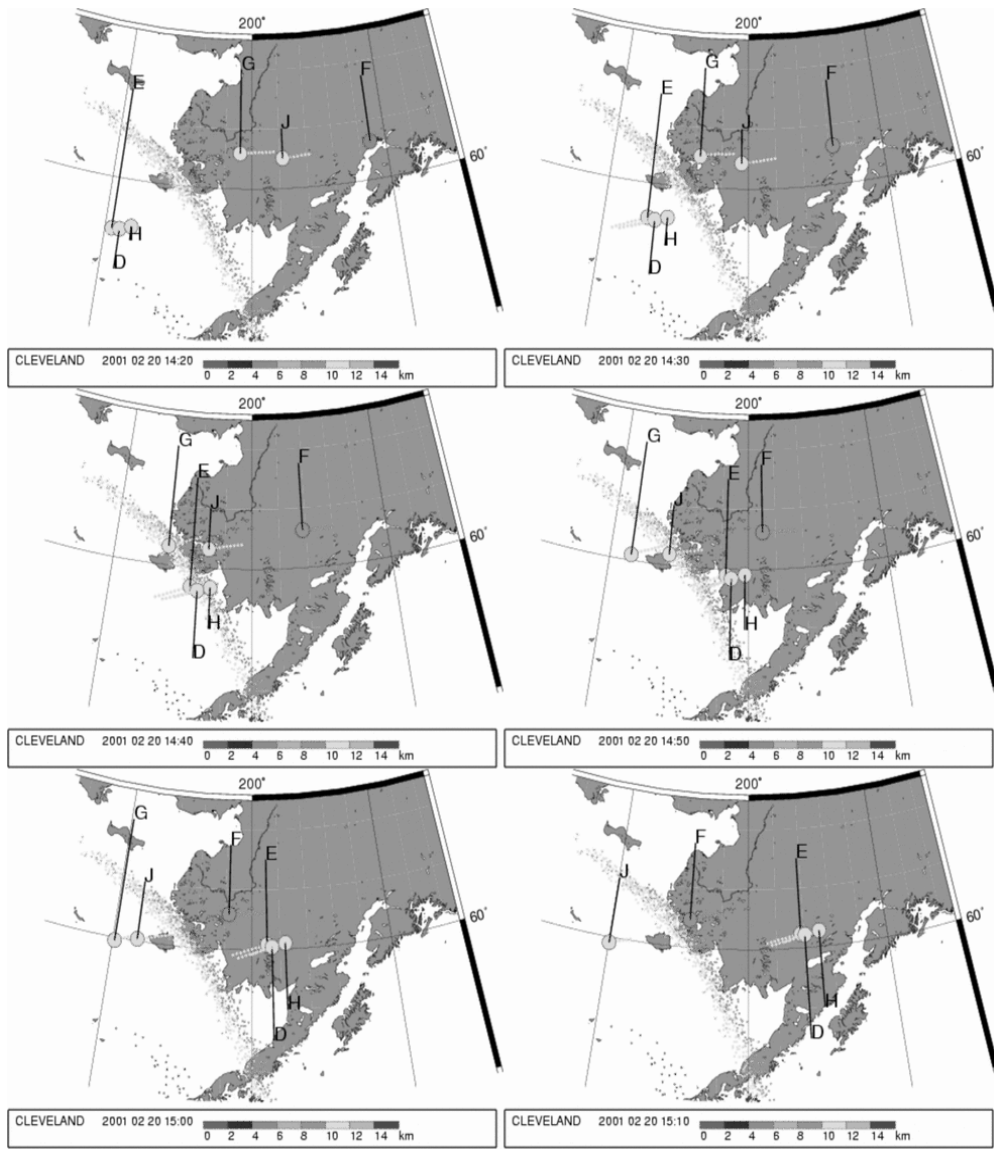 200°
E
G
F
J
60°
H
D
CLEVELAND 2001 02 20 14:20
0 2 4 6 8 10 12 14 km
200°
G
F
E
J
60°
H
D
CLEVELAND 2001 02 20 14:30
0 2 4 6 8 10 12 14 km
200°
G
F
E
J
60°
H
D
CLEVELAND 2001 02 20 14:40
0 2 4 6 8 10 12 14 km
200°
G
F
E
J
60°
H
D
CLEVELAND 2001 02 20 14:50
0 2 4 6 8 10 12 14 km
200°
G
F
E
J
60°
H
D
CLEVELAND 2001 02 20 15:00
0 2 4 6 8 10 12 14 km
200°
F
E
J
60°
H
D
CLEVELAND 2001 02 20 15:10
0 2 4 6 8 10 12 14 km